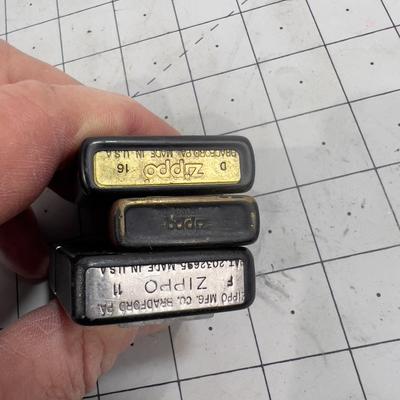 D zippo 16
BRADFORD,PA. MADE IN U.S.A.
zippo
ZIPPO MFG. CO. BRADFORD, PA.
F ZIPPO 11
PAT. 2032695 MADE IN U.S.A.